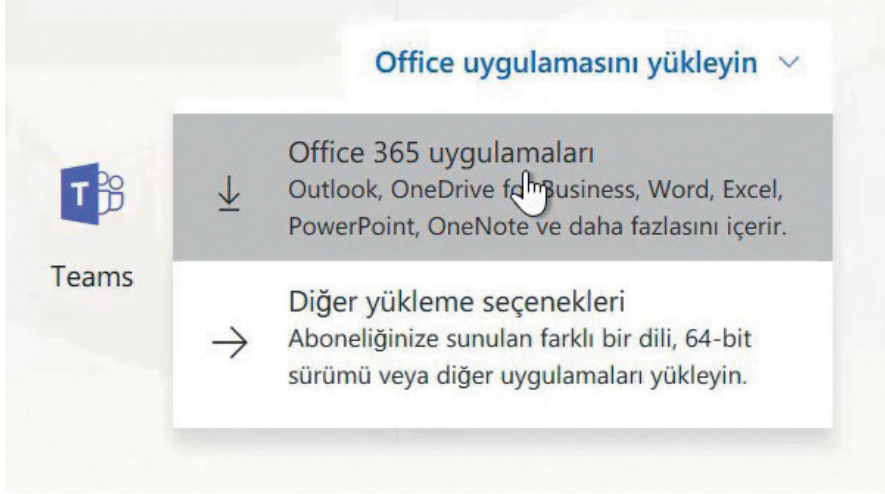 Office uygulamasını yükleyin
Office 365 uygulamaları
Outlook, OneDrive for Business, Word, Excel,
PowerPoint, OneNote ve daha fazlasını içerir.
T
Teams
Diğer yükleme seçenekleri
Aboneliğinize sunulan farklı bir dili, 64-bit
sürümü veya diğer uygulamaları yükleyin.